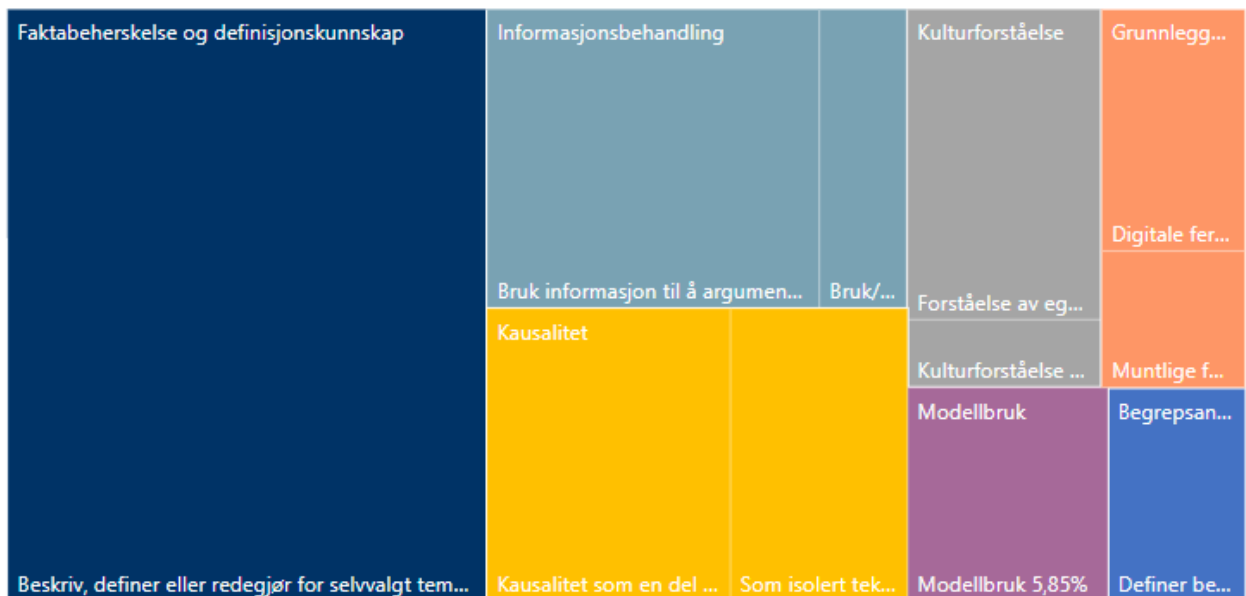 Faktabeherskelse og definisjonskunnskap
Beskriv, definer eller redegjør for selvvalgt tem...
Informasjonsbehandling
Bruk informasjon til å argumen...
Bruk/...
Kausalitet
Kausalitet som en del ...
Som isolert tek...
Kulturforståelse
Forståelse av eg...
Kulturforståelse ...
Grunnlegg...
Digitale fer...
Muntlige f...
Modellbruk
Modellbruk 5,85%
Begrepsan...
Definer be...